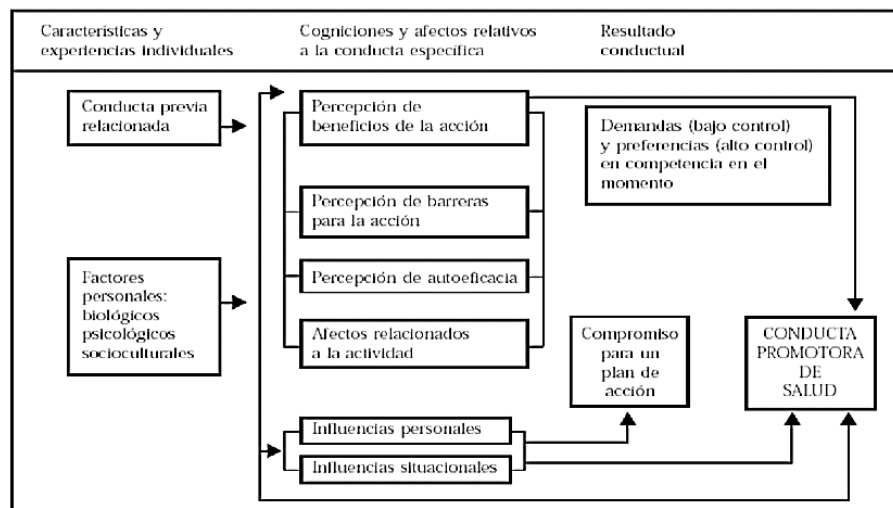 Características y
experiencias individuales
Cogniciones y afectos relativos
a la conducta específica
Resultado
conductual
Conducta previa
relacionada
Factores
personales:
biológicos
psicológicos
socioculturales
Percepción de
beneficios de la acción
Percepción de barreras
para la acción
Percepción de autoeficacia
Afectos relacionados
a la actividad
Influencias personales
Influencias situacionales
Demandas (bajo control)
y preferencias (alto control)
en competencia en el
momento
Compromiso
para un
plan de
acción
CONDUCTA
PROMOTORA
DE
SALUD